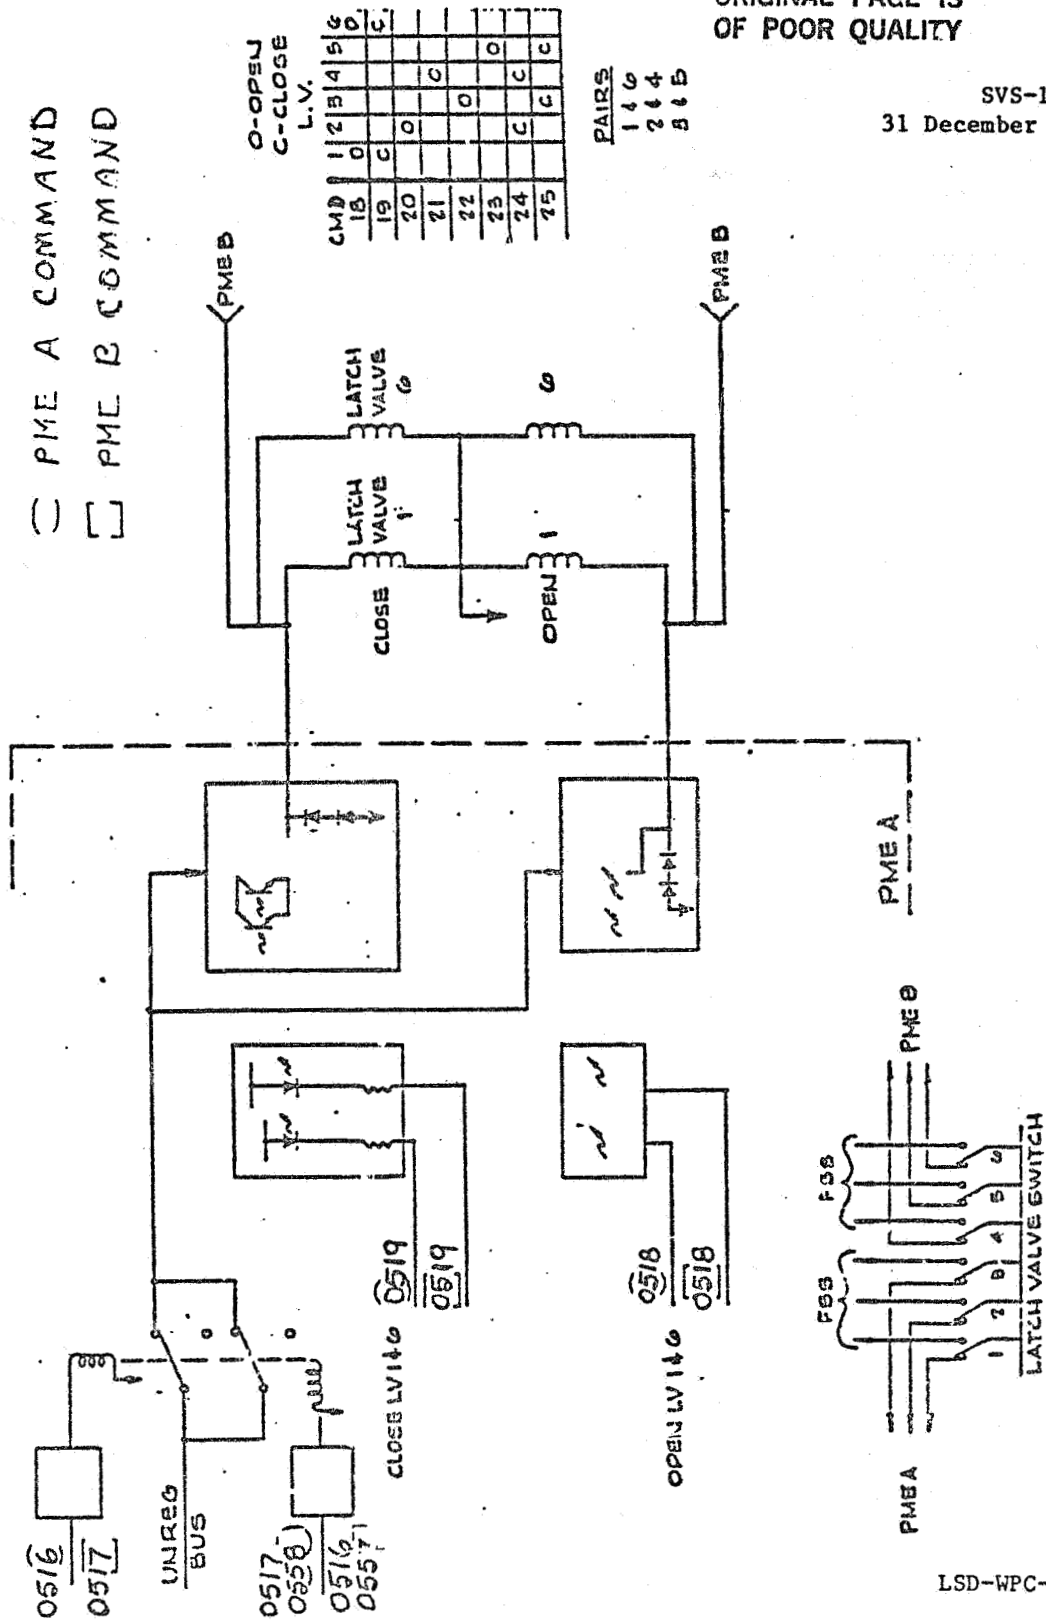 ORIGINAL PAGE IS
OF POOR QUALITY
SVS-1
31 December
PME A COMMAND
PME B COMMAND
O-OPEN
C-CLOSE
L.V.
CMD 1 2 3 4 5 6
18 O O
19 C C
20 O
21 C
22 O
23 O
24 C C
25 C C
PAIRS
1 & 6
2 & 4
3 & 5
PME B
LATCH
VALVE
6
LATCH
VALVE
1
CLOSE
OPEN
1
6
PME B
PME A
0516
0517
UNREG
BUS
0517
0558
0516
0557
0519
0519
CLOSE LV 1 & 6
0518
0518
OPEN LV 1 & 6
FSS
FSB
PME A
PME B
1 2 3 4 5 6
LATCH VALVE SWITCH
LSD-WPC-